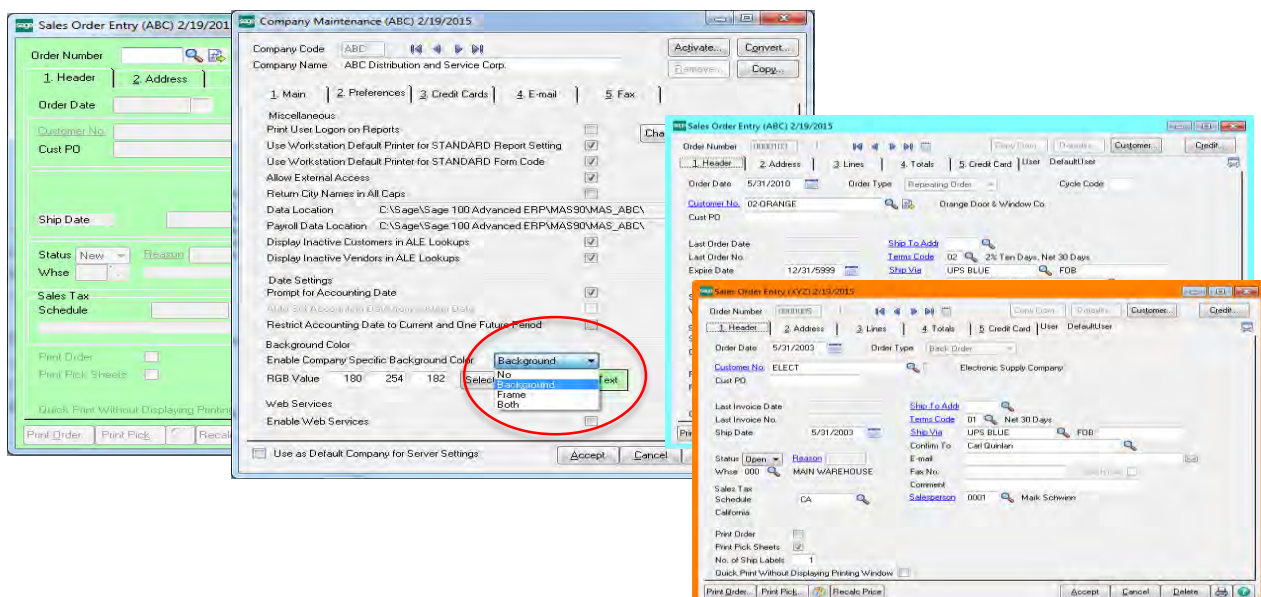 Sales Order Entry (ABC) 2/19/201
Order Number
1. Header 2. Address
Order Date
Customer No.
Cust PO
Ship Date
Status New Reason
Whse
Sales Tax
Schedule
Print Order
Print Pick Sheets
Quick Print Without Displaying Printing
Print Order Print Pick Recalc
sage Company Maintenance (ABC) 2/19/2015
Company Code ABC Activate... Convert...
Company Name ABC Distribution and Service Corp. Remove... Copy...
1. Main 2. Preferences 3. Credit Cards 4. E-mail 5. Fax
Miscellaneous
Print User Logon on Reports Cha
Use Workstation Default Printer for STANDARD Report Setting
Use Workstation Default Printer for STANDARD Form Code
Allow External Access
Return City Names in All Caps
Data Location C:\Sage\Sage 100 Advanced ERP\MAS90\MAS_ABC\
Payroll Data Location C:\Sage\Sage 100 Advanced ERP\MAS90\MAS_ABC\
Display Inactive Customers in ALE Lookups
Display Inactive Vendors in ALE Lookups
Date Settings
Prompt for Accounting Date
Restrict Accounting Date to Current and One Future Period
Background Color
Enable Company Specific Background Color Background
No
Background
Frame
Both
RGB Value 180 254 182 Select Text
Web Services
Enable Web Services
Use as Default Company for Server Settings Accept Cancel
Sales Order Entry (ABC) 2/19/2015
Order Number 0000103 Copy From Defaults Customer... Credit...
1. Header 2. Address 3. Lines 4. Totals 5. Credit Card User DefaultUser
Order Date 5/31/2010 Order Type Repeating Order Cycle Code
Customer No. 02-ORANGE Orange Door & Window Co.
Cust PO
Last Order Date Ship To Addr
Last Order No. Terms Code 02 2% Ten Days, Net 30 Days
Expire Date 12/31/5999 Ship Via UPS BLUE FOB
Sales Order Entry (XYZ) 2/19/2015
Order Number 0000005 Copy From Defaults Customer... Credit...
1. Header 2. Address 3. Lines 4. Totals 5. Credit Card User DefaultUser
Order Date 5/31/2003 Order Type Back Order
Customer No. ELECT Electronic Supply Company
Cust PO
Last Invoice Date Ship To Addr
Last Invoice No. Terms Code 01 Net 30 Days
Ship Date 5/31/2003 Ship Via UPS BLUE FOB
Confirm To Carl Quinlan
Status Open Reason E-mail
Whse 000 MAIN WAREHOUSE Fax No.
Sales Tax Comment
Schedule CA Salesperson 0001 Mark Schwinn
California
Print Order
Print Pick Sheets
No. of Ship Labels 1
Quick Print Without Displaying Printing Window
Print Order... Print Pick... Recalc Price Accept Cancel Delete